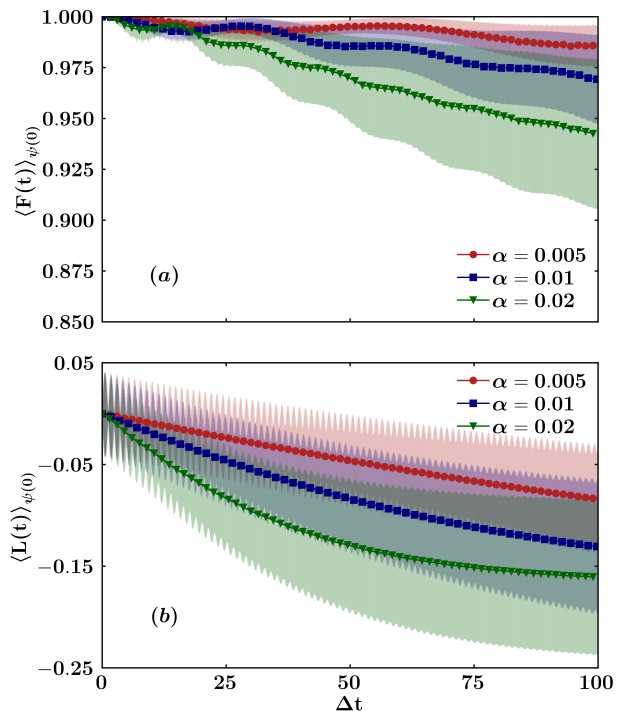 1.000
0.975
0.950
0.925
0.900
0.875
0.850
⟨F(t)⟩ψ(0)
(a)
α = 0.005
α = 0.01
α = 0.02
0.05
−0.05
−0.15
−0.25
⟨L(t)⟩ψ(0)
α = 0.005
α = 0.01
α = 0.02
(b)
0 25 50 75 100
Δt